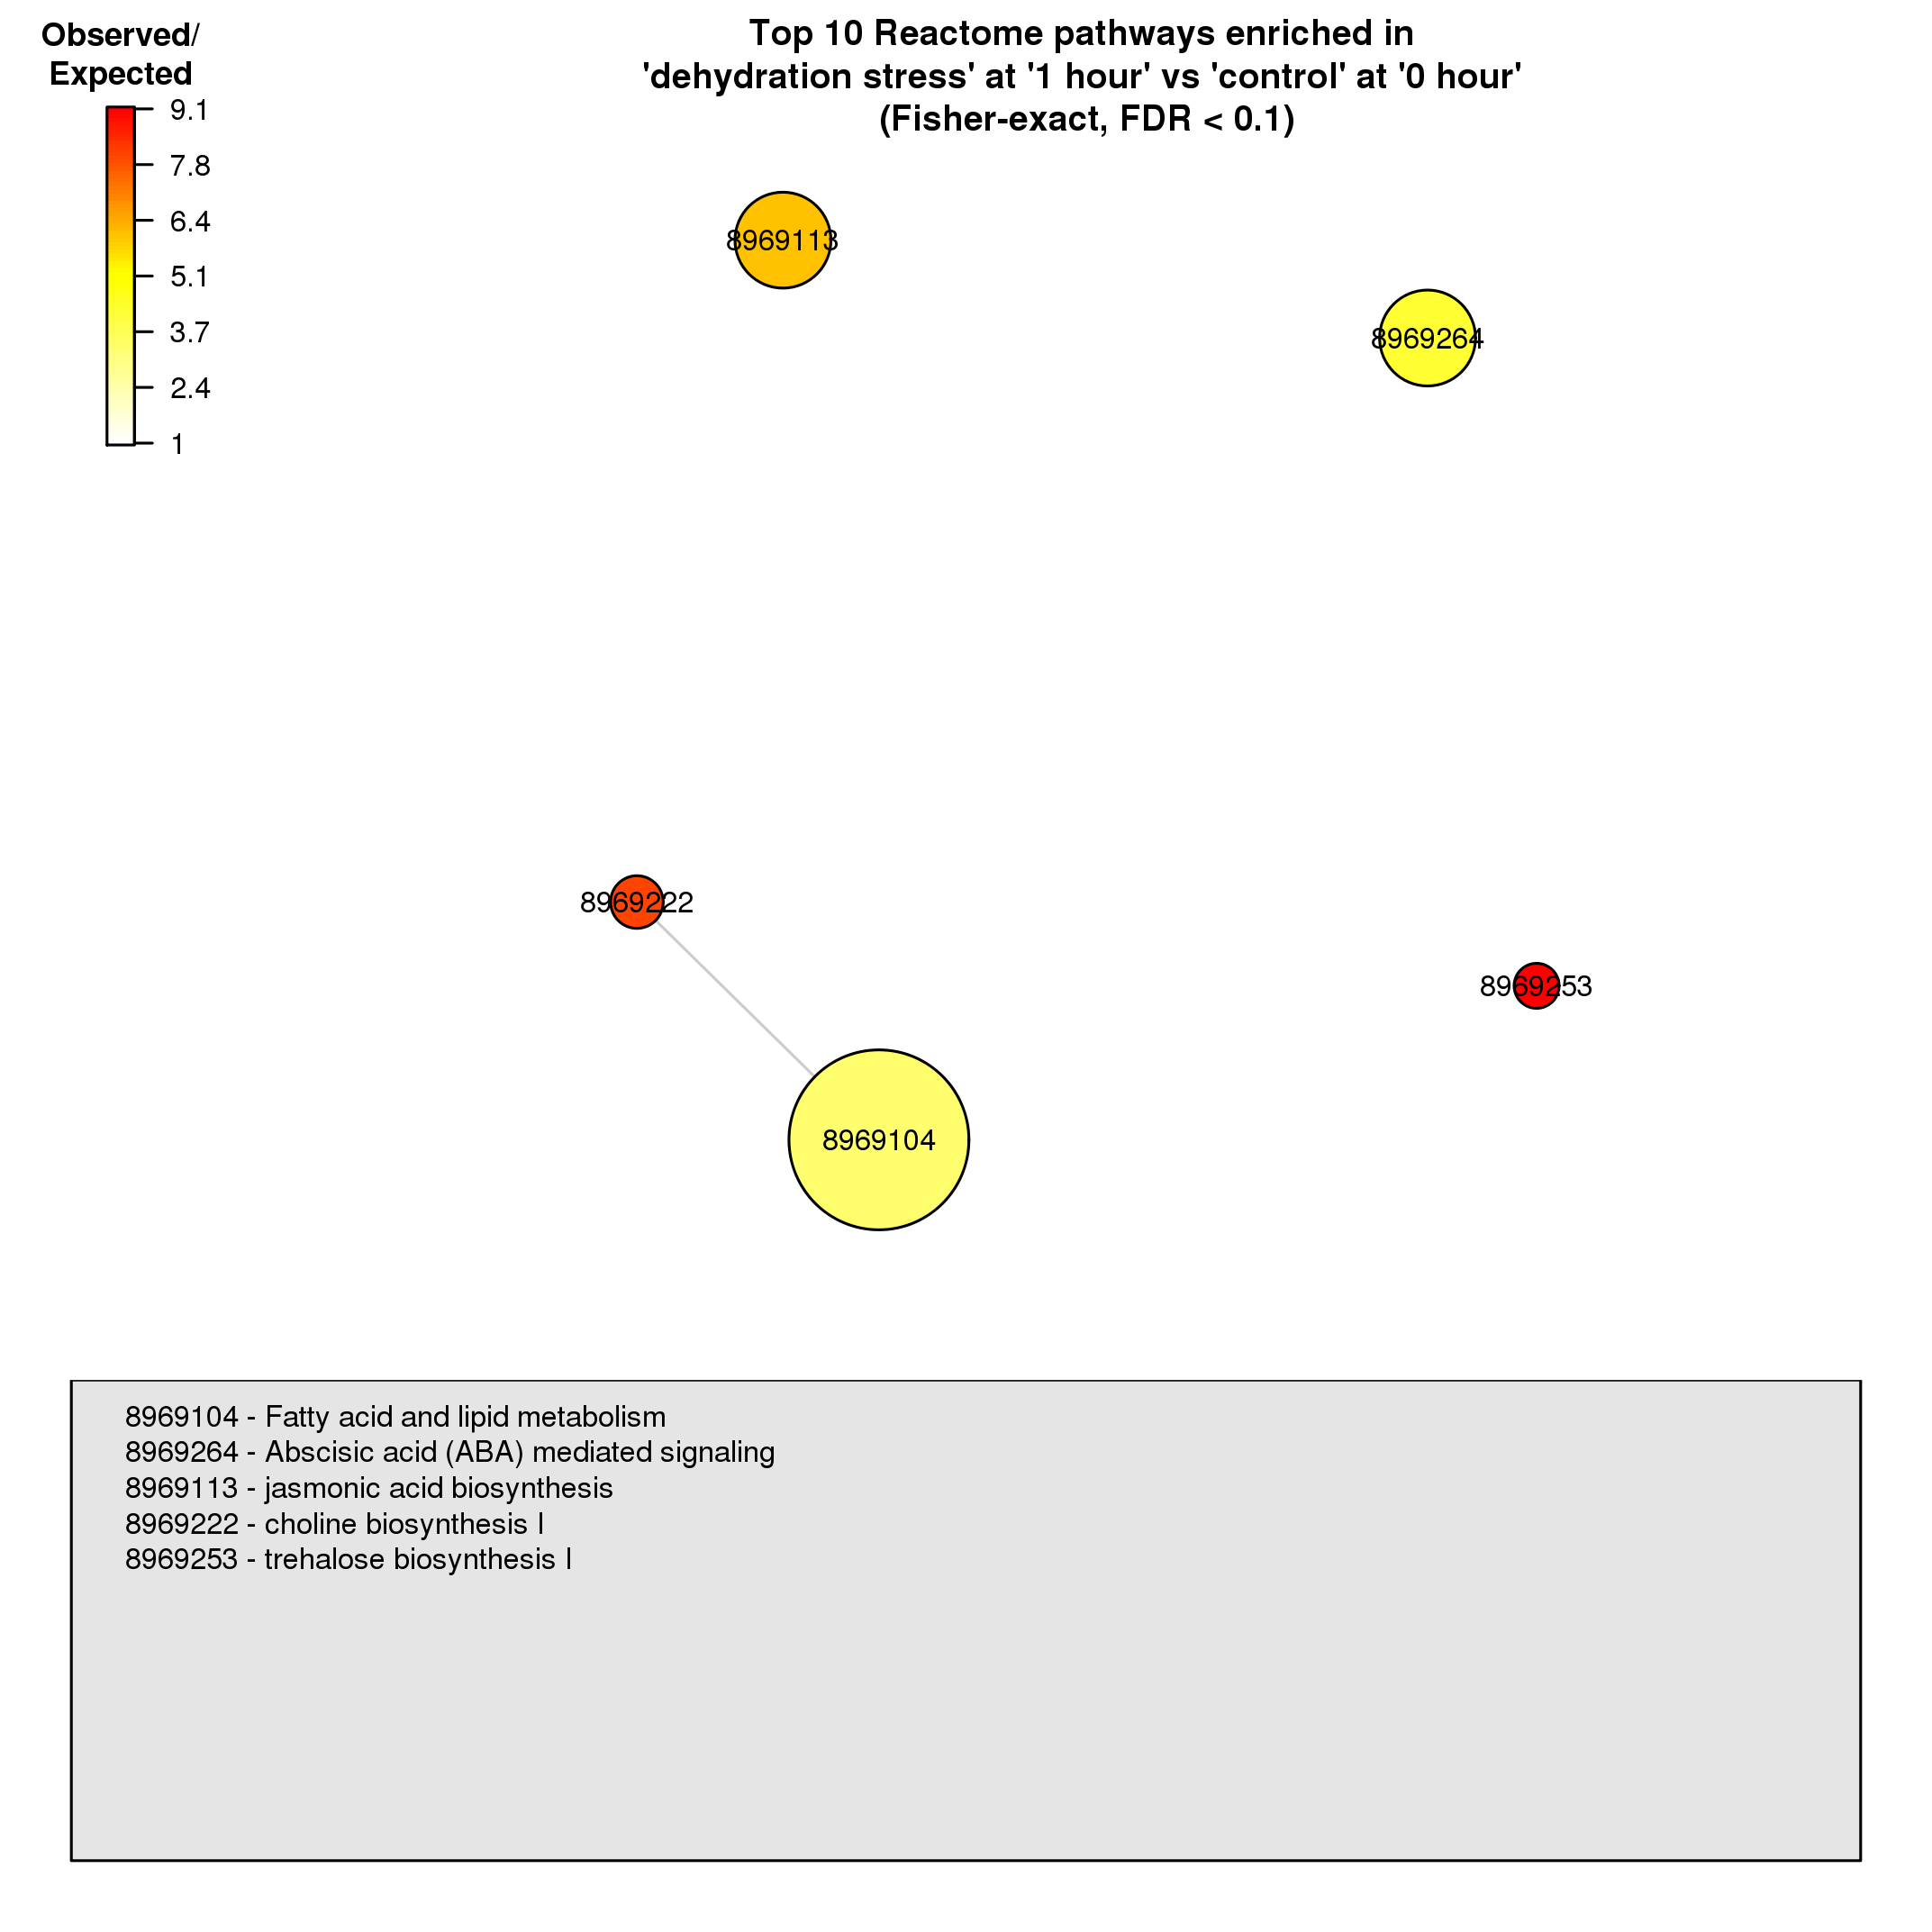 Observed/
Expected
9.1
7.8
6.4
5.1
3.7
2.4
1
Top 10 Reactome pathways enriched in
'dehydration stress' at '1 hour' vs 'control' at '0 hour'
(Fisher-exact, FDR < 0.1)
8969113
8969264
8969222
8969253
8969104
8969104 - Fatty acid and lipid metabolism
8969264 - Abscisic acid (ABA) mediated signaling
8969113 - jasmonic acid biosynthesis
8969222 - choline biosynthesis I
8969253 - trehalose biosynthesis I